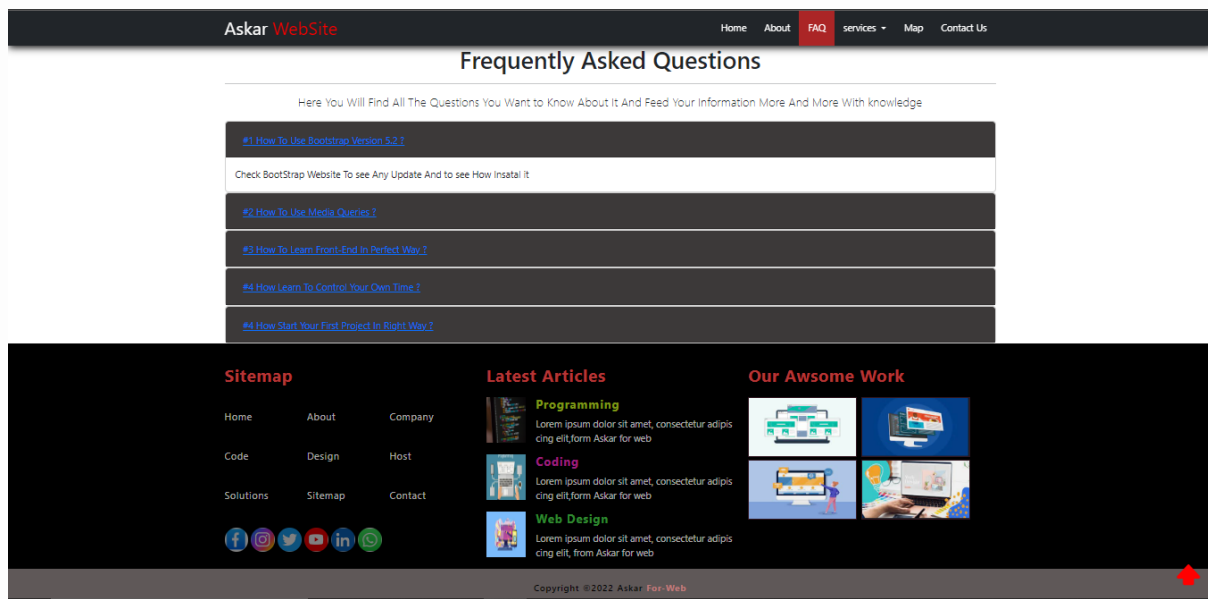 Askar WebSite
Home About FAQ services Map Contact Us
Frequently Asked Questions
Here You Will Find All The Questions You Want to Know About It And Feed Your Information More And More With knowledge
#1 How To Use Bootstrap Version 5.2 ?
Check BootStrap Website To see Any Update And to see How Insatal it
#2 How To Use Media Queries ?
#3 How To Learn Front-End In Perfect Way ?
#4 How Learn To Control Your Own Time ?
#4 How Start Your First Project In Right Way ?
Sitemap
Home About Company
Code Design Host
Solutions Sitemap Contact
Latest Articles
Programming
Lorem ipsum dolor sit amet, consectetur adipis
cing elit,form Askar for web
Coding
Lorem ipsum dolor sit amet, consectetur adipis
cing elit,form Askar for web
Web Design
Lorem ipsum dolor sit amet, consectetur adipis
cing elit, from Askar for web
Our Awsome Work
Copyright ©2022 Askar For-Web